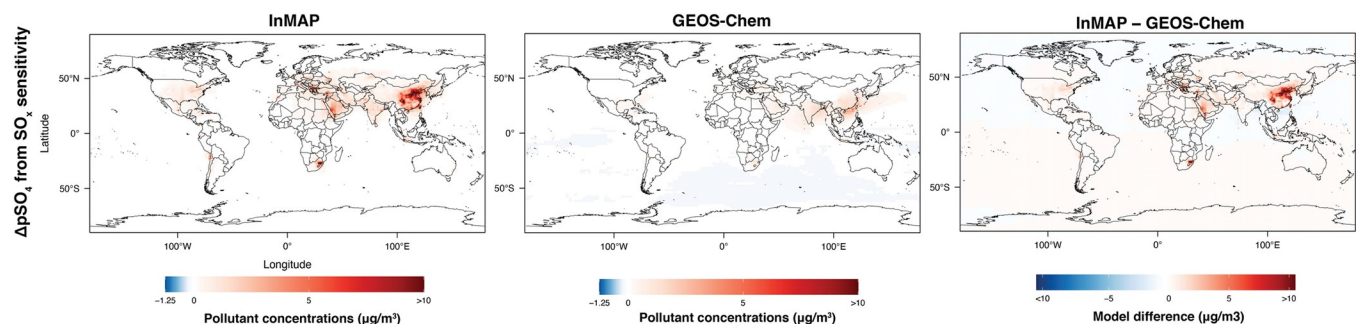 InMAP
GEOS-Chem
InMAP – GEOS-Chem
ΔpSO₄ from SOₓ sensitivity
Latitude
50°N
0°
50°S
100°W
0°
100°E
Longitude
50°N
0°
50°S
100°W
0°
100°E
50°N
0°
50°S
100°W
0°
100°E
−1.25
0
5
>10
Pollutant concentrations (µg/m³)
−1.25
0
5
>10
Pollutant concentrations (µg/m³)
<10
−5
0
5
>10
Model difference (µg/m3)